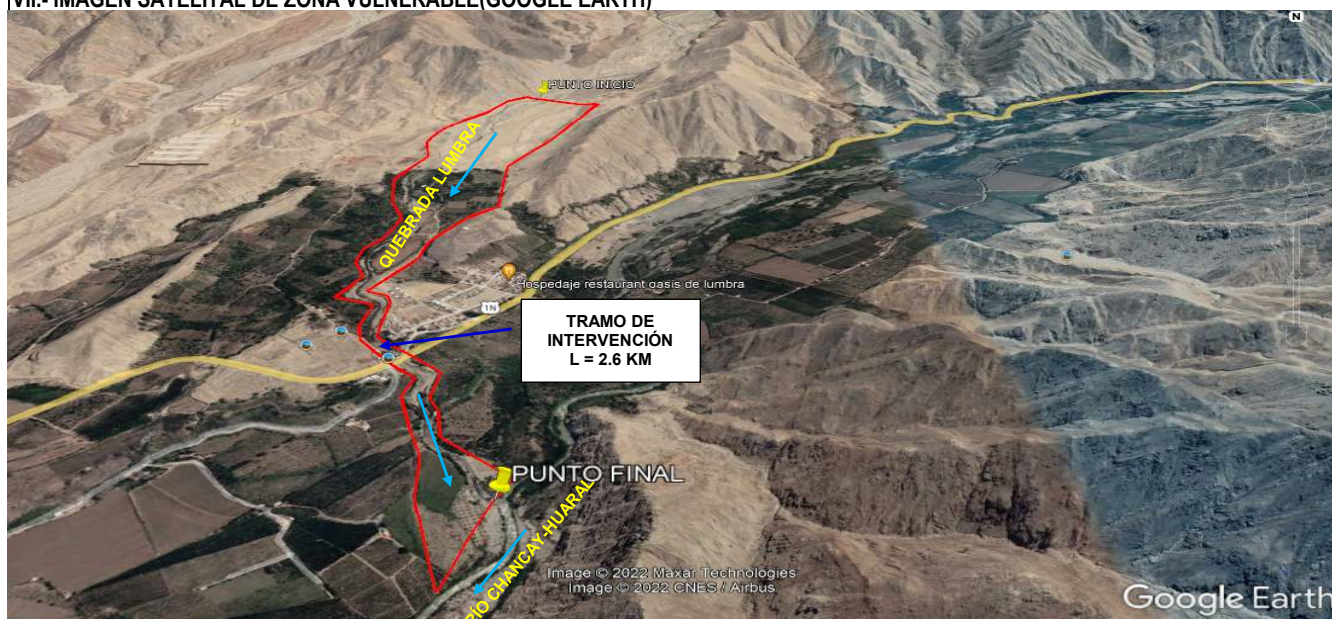 VII.- IMAGEN SATELITAL DE ZONA VULNERABLE(GOOGLE EARTH)
N
PUNTO INICIO
QUEBRADA LUMBRA
Hospedaje restaurant oasis de lumbra
1N
TRAMO DE
INTERVENCIÓN
L = 2.6 KM
PUNTO FINAL
RÍO CHANCAY-HUARAL
Image © 2022 Maxar Technologies
Image © 2022 CNES / Airbus
Google Earth